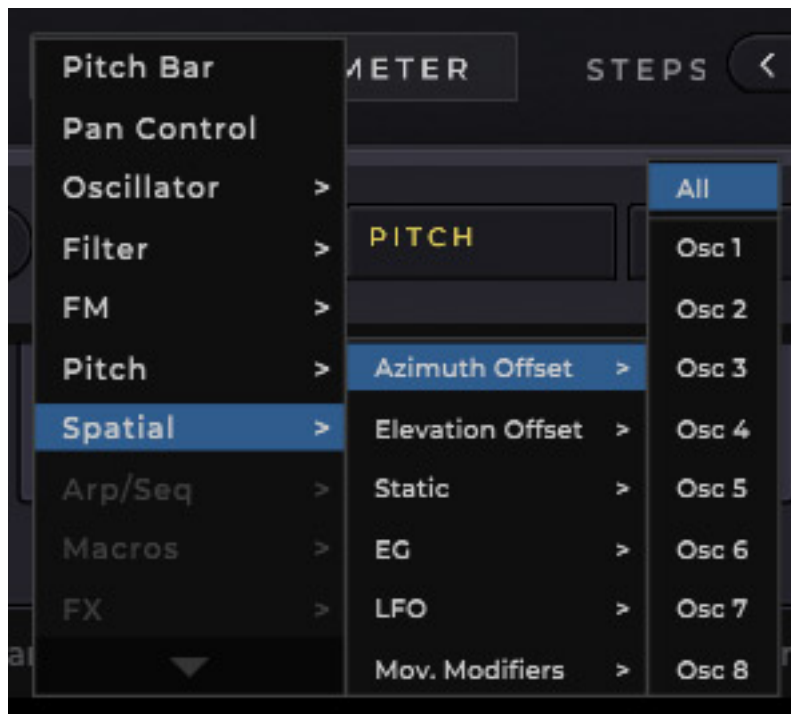 Pitch Bar
Pan Control
Oscillator >
Filter >
FM >
Pitch >
Spatial >
Arp/Seq >
Macros >
FX >
METER
STEPS <
PITCH
Azimuth Offset >
Elevation Offset >
Static >
EG >
LFO >
Mov. Modifiers >
All
Osc 1
Osc 2
Osc 3
Osc 4
Osc 5
Osc 6
Osc 7
Osc 8